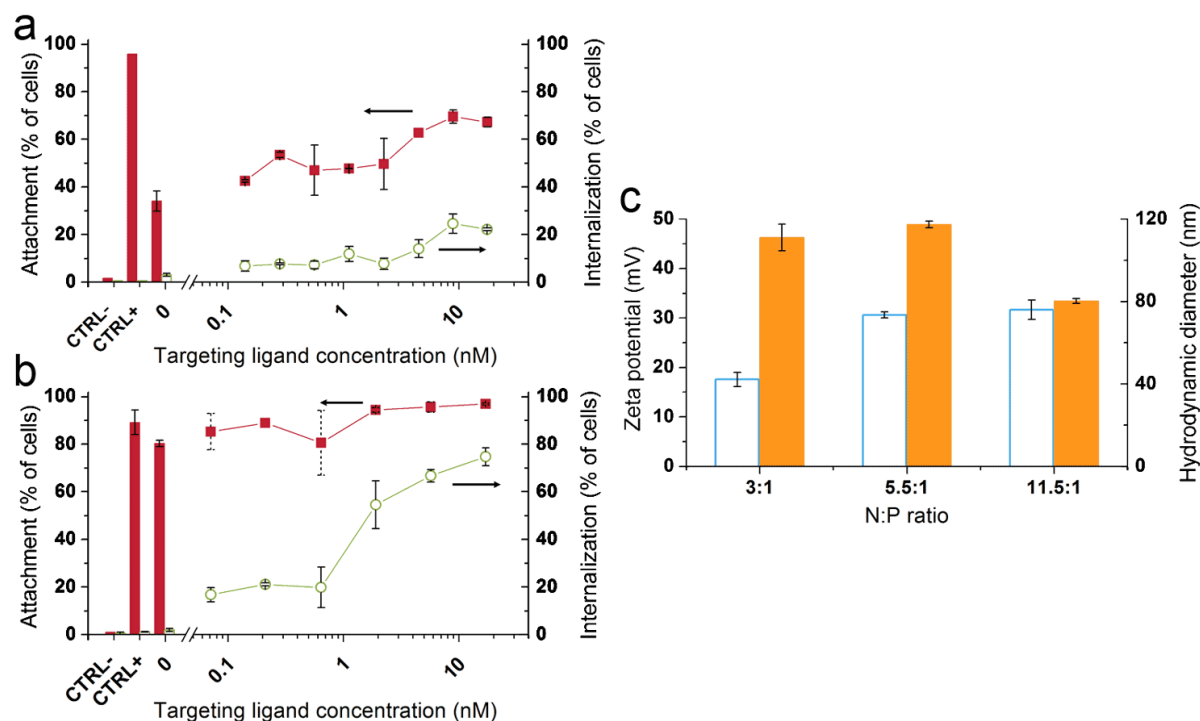 a
Attachment (% of cells)
100
80
60
40
20
0
Internalization (% of cells)
100
80
60
40
20
0
CTRL-
CTRL+
0
0.1
1
10
Targeting ligand concentration (nM)
b
Attachment (% of cells)
100
80
60
40
20
0
Internalization (% of cells)
100
80
60
40
20
0
CTRL-
CTRL+
0
0.1
1
10
Targeting ligand concentration (nM)
c
Zeta potential (mV)
50
40
30
20
10
0
Hydrodynamic diameter (nm)
120
80
40
0
3:1
5.5:1
11.5:1
N:P ratio